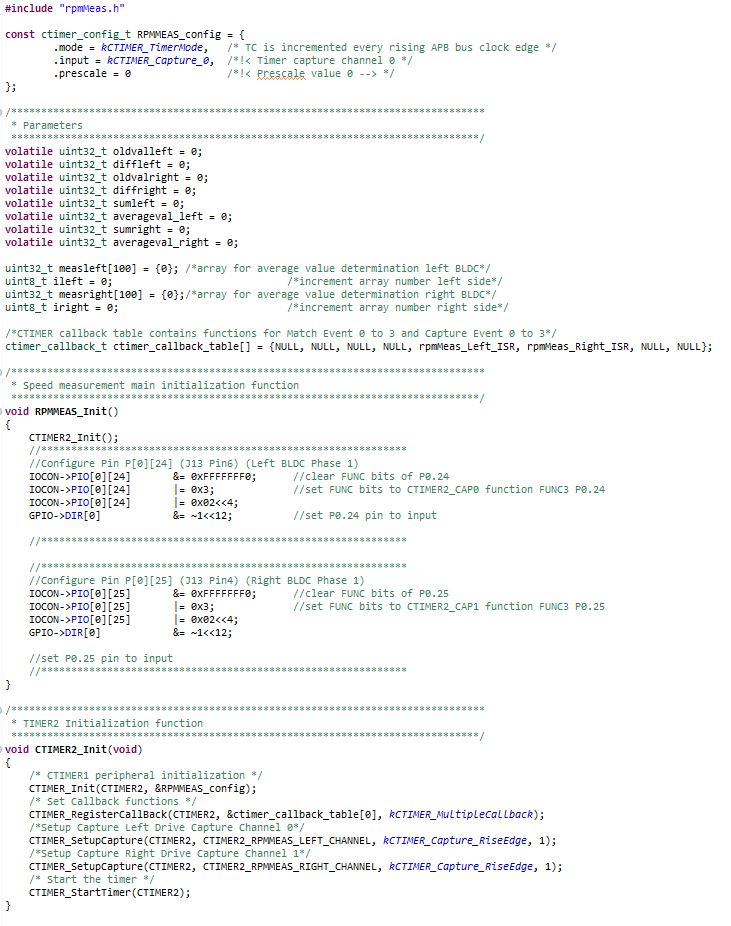 #include "rpmMeas.h"

const ctimer_config_t RPMMEAS_config = {
        .mode = kCTIMER_TimerMode,   /* TC is incremented every rising APB bus clock edge */
        .input = kCTIMER_Capture_0,  /*!< Timer capture channel 0 */
        .prescale = 0                /*!< Prescale value 0 --> */
};

/*******************************************************************************
 * Parameters
 ******************************************************************************/
volatile uint32_t oldvalleft = 0;
volatile uint32_t diffleft = 0;
volatile uint32_t oldvalright = 0;
volatile uint32_t diffright = 0;
volatile uint32_t sumleft = 0;
volatile uint32_t averageval_left = 0;
volatile uint32_t sumright = 0;
volatile uint32_t averageval_right = 0;

uint32_t measleft[100] = {0}; /*array for average value determination left BLDC*/
uint8_t ileft = 0;                             /*increment array number left side*/
uint32_t measright[100] = {0};/*array for average value determination right BLDC*/
uint8_t iright = 0;                            /*increment array number right side*/

/*CTIMER callback table contains functions for Match Event 0 to 3 and Capture Event 0 to 3*/
ctimer_callback_t ctimer_callback_table[] = {NULL, NULL, NULL, NULL, rpmMeas_Left_ISR, rpmMeas_Right_ISR, NULL, NULL};

/*******************************************************************************
 * Speed measurement main initialization function
 ******************************************************************************/
void RPMMEAS_Init()
{
    CTIMER2_Init();
    //*************************************************************
    //Configure Pin P[0][24] (J13 Pin6) (Left BLDC Phase 1)
    IOCON->PIO[0][24]       &= 0xFFFFFFF0;      //clear FUNC bits of P0.24
    IOCON->PIO[0][24]       |= 0x3;             //set FUNC bits to CTIMER2_CAP0 function FUNC3 P0.24
    IOCON->PIO[0][24]       |= 0x02<<4;
    GPIO->DIR[0]            &= ~1<<12;          //set P0.24 pin to input

    //*************************************************************

    //*************************************************************
    //Configure Pin P[0][25] (J13 Pin4) (Right BLDC Phase 1)
    IOCON->PIO[0][25]       &= 0xFFFFFFF0;      //clear FUNC bits of P0.25
    IOCON->PIO[0][25]       |= 0x3;             //set FUNC bits to CTIMER2_CAP1 function FUNC3 P0.25
    IOCON->PIO[0][25]       |= 0x02<<4;
    GPIO->DIR[0]            &= ~1<<12;

    //set P0.25 pin to input
    //*************************************************************
}

/*******************************************************************************
 * TIMER2 Initialization function
 ******************************************************************************/
void CTIMER2_Init(void)
{
    /* CTIMER1 peripheral initialization */
    CTIMER_Init(CTIMER2, &RPMMEAS_config);
    /* Set Callback functions */
    CTIMER_RegisterCallBack(CTIMER2, &ctimer_callback_table[0], kCTIMER_MultipleCallback);
    /*Setup Capture Left Drive Capture Channel 0*/
    CTIMER_SetupCapture(CTIMER2, CTIMER2_RPMMEAS_LEFT_CHANNEL, kCTIMER_Capture_RiseEdge, 1);
    /*Setup Capture Right Drive Capture Channel 1*/
    CTIMER_SetupCapture(CTIMER2, CTIMER2_RPMMEAS_RIGHT_CHANNEL, kCTIMER_Capture_RiseEdge, 1);
    /* Start the timer */
    CTIMER_StartTimer(CTIMER2);
}